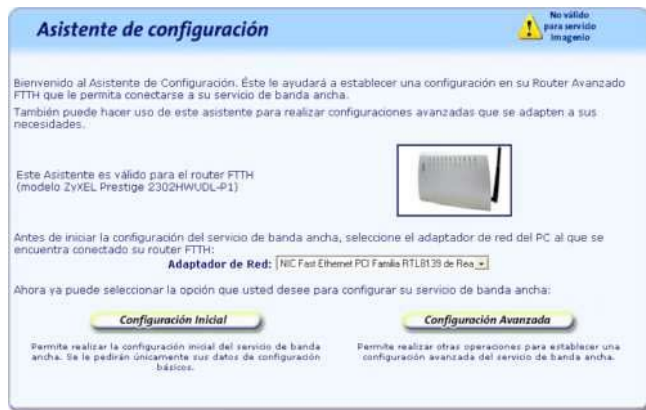 Asistente de configuración
No válido
para servicio
Imagenio
Bienvenido al Asistente de Configuración. Éste le ayudará a establecer una configuración en su Router Avanzado
FTTH que le permita conectarse a su servicio de banda ancha.
También puede hacer uso de este asistente para realizar configuraciones avanzadas que se adapten a sus
necesidades.
Este Asistente es válido para el router FTTH
(modelo ZyXEL Prestige 2302HWUDL-P1)
Antes de iniciar la configuración del servicio de banda ancha, seleccione el adaptador de red del PC al que se
encuentra conectado su router FTTH:
Adaptador de Red: NIC Fast Ethernet PCI Familia RTL8139 de Rea
Ahora ya puede seleccionar la opción que usted desee para configurar su servicio de banda ancha:
Configuración Inicial
Permite realizar la configuración inicial del servicio de banda
ancha. Se le pedirán únicamente sus datos de configuración
básicos.
Configuración Avanzada
Permite realizar otras operaciones para establecer una
configuración avanzada del servicio de banda ancha.